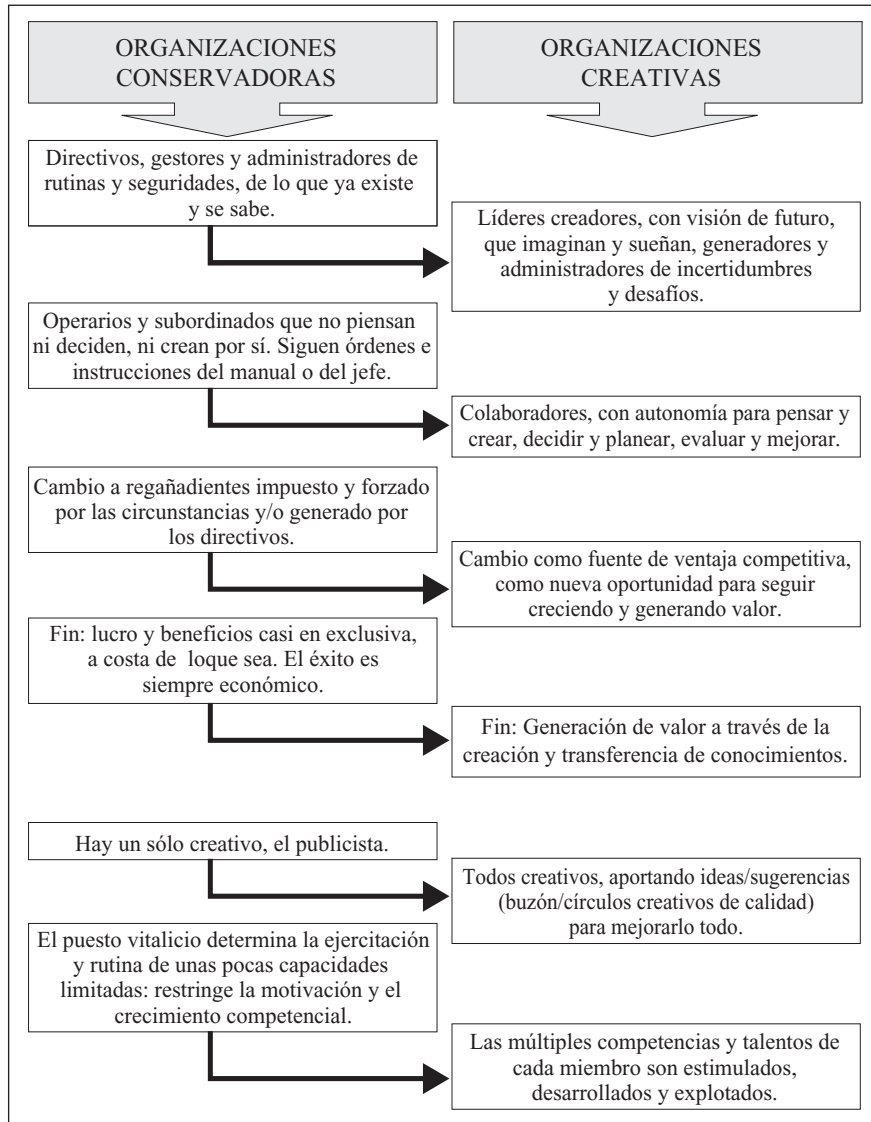 ORGANIZACIONES
CONSERVADORAS
ORGANIZACIONES
CREATIVAS
Directivos, gestores y administradores de
rutinas y seguridades, de lo que ya existe
y se sabe.
Líderes creadores, con visión de futuro,
que imaginan y sueñan, generadores y
administradores de incertidumbres
y desafíos.
Operarios y subordinados que no piensan
ni deciden, ni crean por sí. Siguen órdenes e
instrucciones del manual o del jefe.
Colaboradores, con autonomía para pensar y
crear, decidir y planear, evaluar y mejorar.
Cambio a regañadientes impuesto y forzado
por las circunstancias y/o generado por
los directivos.
Cambio como fuente de ventaja competitiva,
como nueva oportunidad para seguir
creciendo y generando valor.
Fin: lucro y beneficios casi en exclusiva,
a costa de loque sea. El éxito es
siempre económico.
Fin: Generación de valor a través de la
creación y transferencia de conocimientos.
Hay un sólo creativo, el publicista.
Todos creativos, aportando ideas/sugerencias
(buzón/círculos creativos de calidad)
para mejorarlo todo.
El puesto vitalicio determina la ejercitación
y rutina de unas pocas capacidades
limitadas: restringe la motivación y el
crecimiento competencial.
Las múltiples competencias y talentos de
cada miembro son estimulados,
desarrollados y explotados.